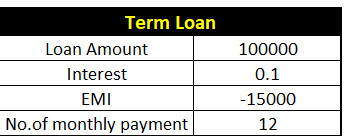 Term Loan
Loan Amount 100000
Interest 0.1
EMI -15000
No.of monthly payment 12